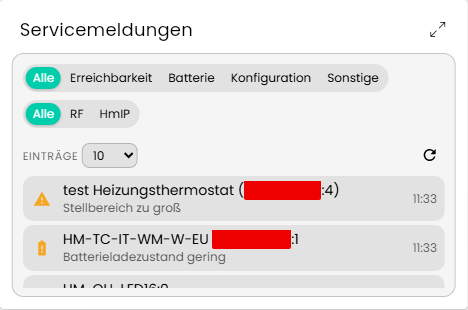 Servicemeldungen
Alle Erreichbarkeit Batterie Konfiguration Sonstige
Alle RF HmIP
EINTRÄGE 10
test Heizungsthermostat ( :4) 11:33
Stellbereich zu groß
HM-TC-IT-WM-W-EU :1 11:33
Batterieladezustand gering